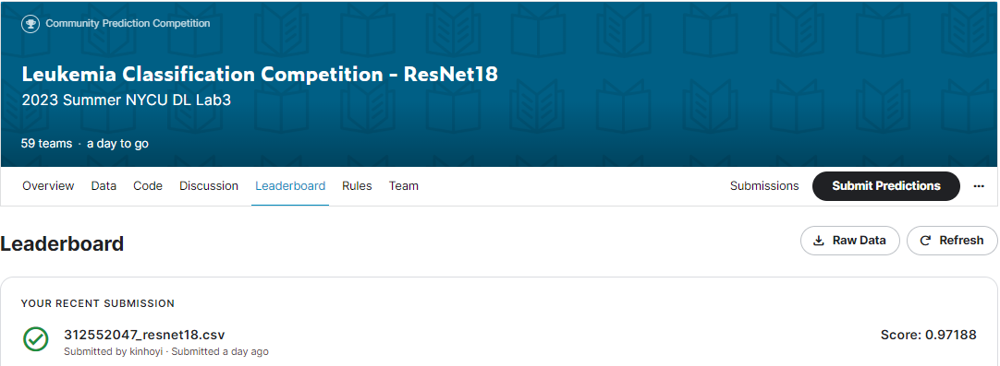 Community Prediction Competition
Leukemia Classification Competition - ResNet18
2023 Summer NYCU DL Lab3
59 teams · a day to go
Overview Data Code Discussion Leaderboard Rules Team Submissions Submit Predictions ...
Leaderboard Raw Data Refresh
YOUR RECENT SUBMISSION
312552047_resnet18.csv Score: 0.97188
Submitted by kinhoyi · Submitted a day ago